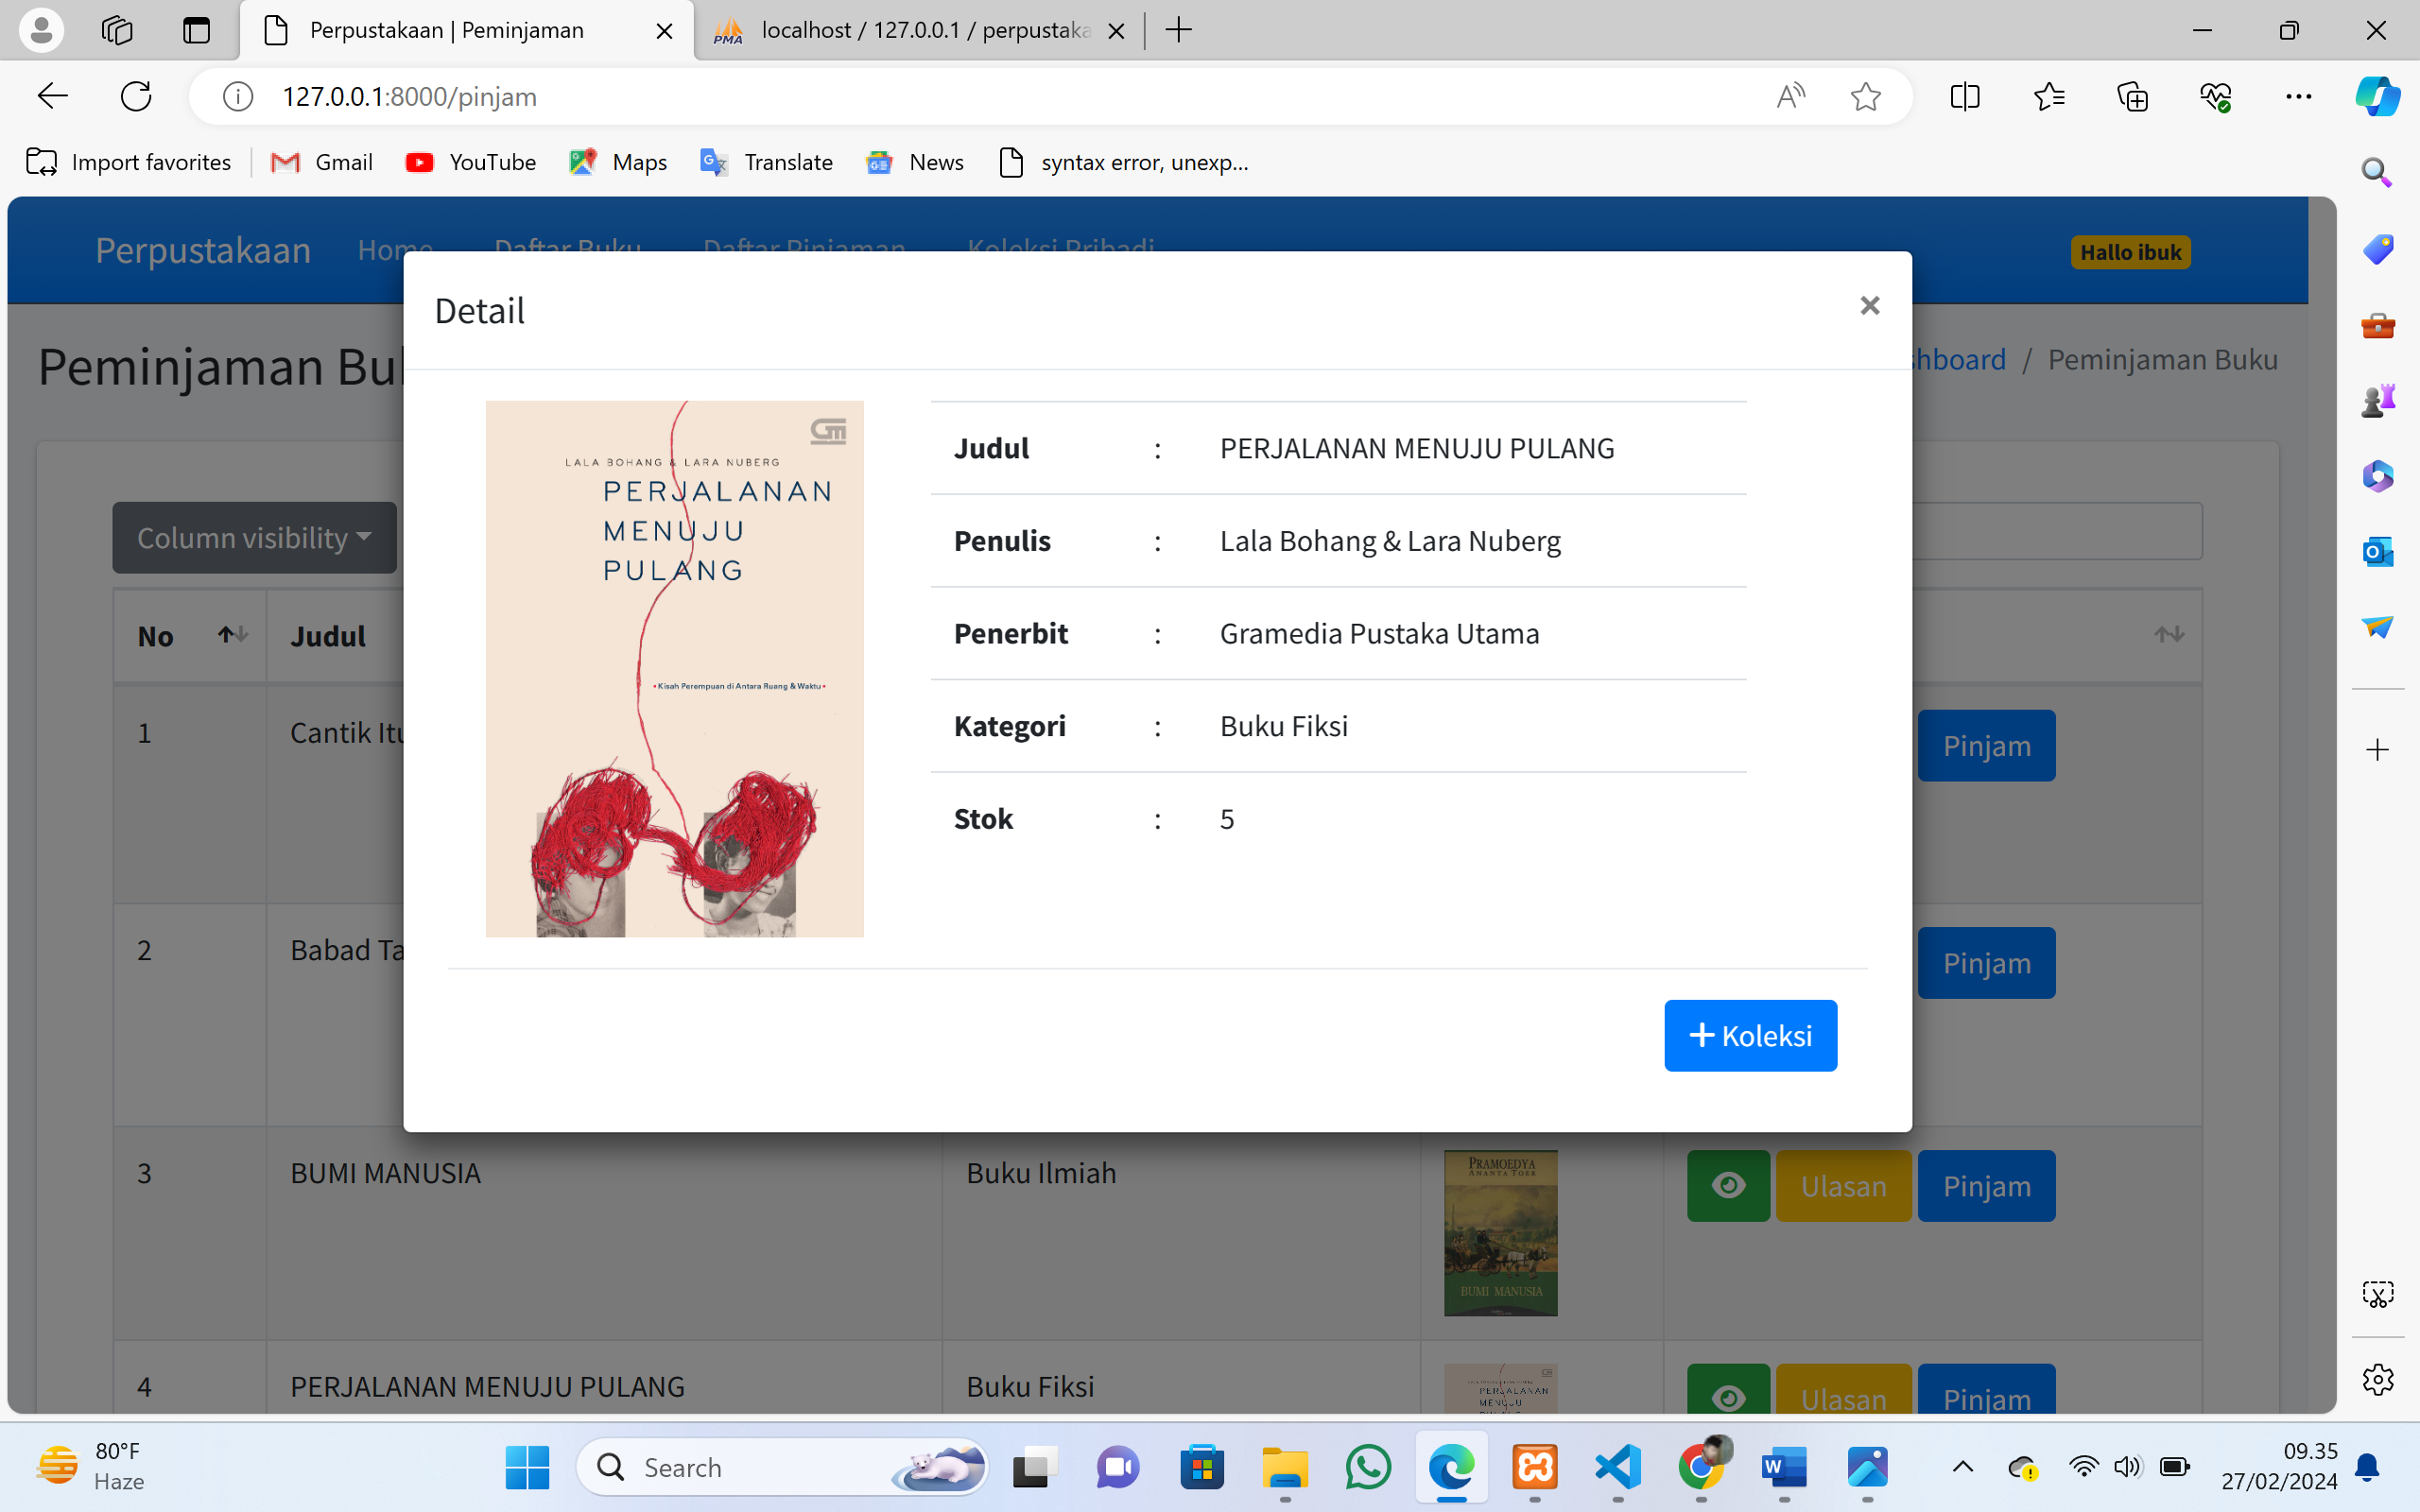 Perpustakaan | Peminjaman
localhost / 127.0.0.1 / perpustaka
127.0.0.1:8000/pinjam
Import favorites
Gmail
YouTube
Maps
Translate
News
syntax error, unexp...
Perpustakaan
Home
Daftar Buku
Daftar Pinjaman
Koleksi Pribadi
Hallo ibuk
Detail
×
Peminjaman Bu
shboard / Peminjaman Buku
GM
LALA BOHANG & LARA NUBERG
PERJALANAN
MENUJU
PULANG
• Kisah Perempuan di Antara Ruang & Waktu •
Judul : PERJALANAN MENUJU PULANG
Penulis : Lala Bohang & Lara Nuberg
Penerbit : Gramedia Pustaka Utama
Kategori : Buku Fiksi
Stok : 5
+ Koleksi
Column visibility
No Judul
1 Cantik Itu Pinjam
2 Babad Ta Pinjam
3 BUMI MANUSIA Buku Ilmiah Ulasan Pinjam
PRAMOEDYA
ANANTA TOER
BUMI MANUSIA
4 PERJALANAN MENUJU PULANG Buku Fiksi Ulasan Pinjam
PERJALANAN
MENUJU
80°F
Haze
Search
09.35
27/02/2024